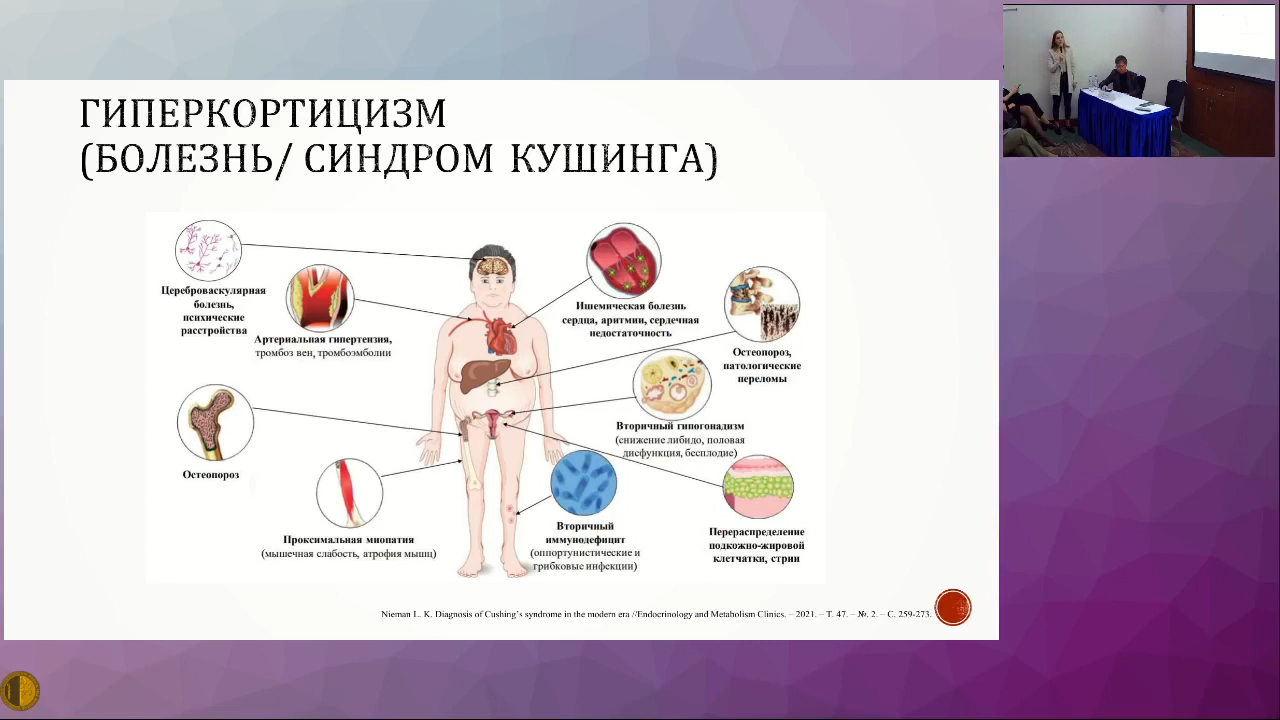 ГИПЕРКОРТИЦИЗМ
(БОЛЕЗНЬ/ СИНДРОМ КУШИНГА)
Цереброваскулярная
болезнь,
психические
расстройства
Артериальная гипертензия,
тромбоз вен, тромбоэмболии
Ишемическая болезнь
сердца, аритмии, сердечная
недостаточность
Остеопороз,
патологические
переломы
Остеопороз
Вторичный гипогонадизм
(снижение либидо, половая
дисфункция, бесплодие)
Проксимальная миопатия
(мышечная слабость, атрофия мышц)
Вторичный
иммунодефицит
(оппортунистические и
грибковые инфекции)
Перераспределение
подкожно-жировой
клетчатки, стрии
Nieman L. K. Diagnosis of Cushing's syndrome in the modern era //Endocrinology and Metabolism Clinics. – 2021. – Т. 47. – №. 2. – С. 259-273.